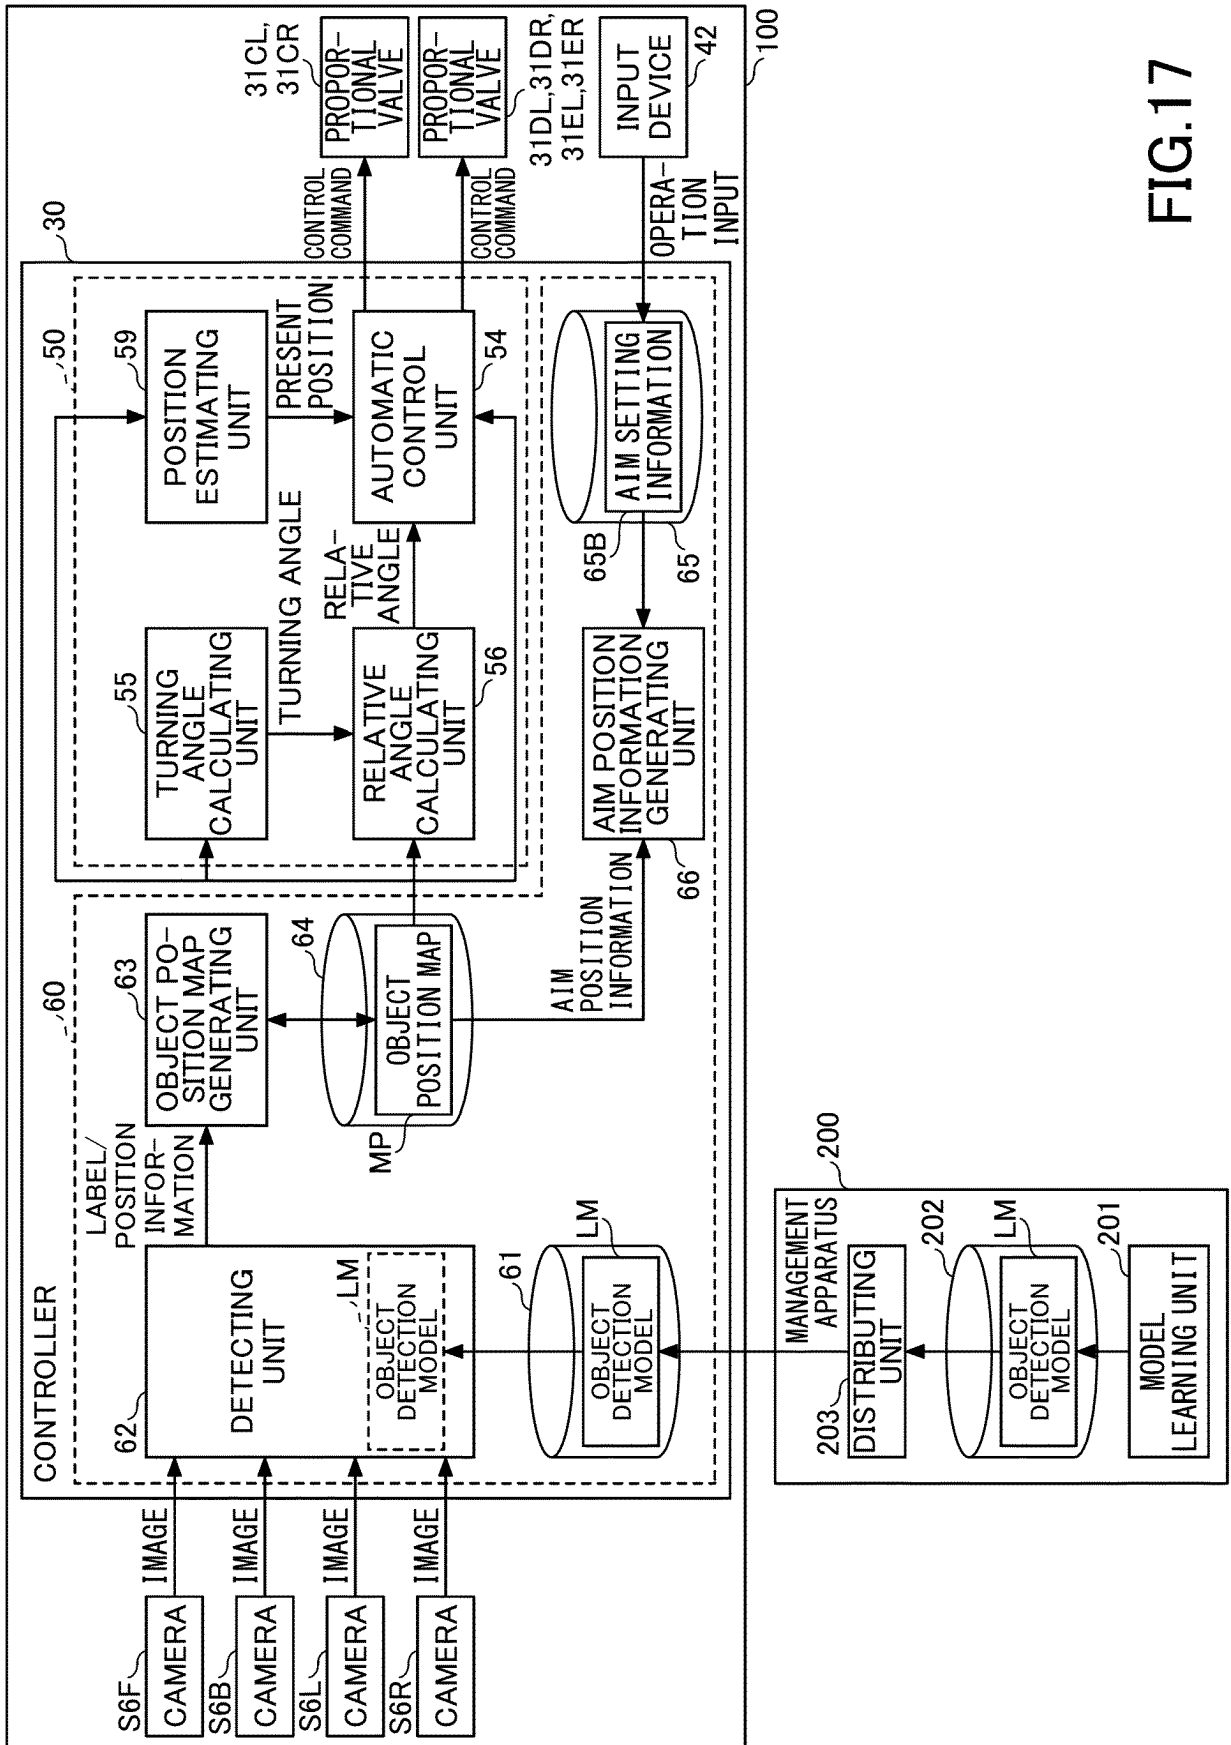 FIG.17
100
CONTROLLER
30
S6F
CAMERA
IMAGE
S6B
CAMERA
IMAGE
S6L
CAMERA
IMAGE
S6R
CAMERA
IMAGE
60
62
DETECTING
UNIT
LM
OBJECT
DETECTION
MODEL
61
LM
OBJECT
DETECTION
MODEL
LABEL/
POSITION
INFOR-
MATION
63
OBJECT PO-
SITION MAP
GENERATING
UNIT
64
MP
OBJECT
POSITION MAP
AIM
POSITION
INFORMATION
50
55
TURNING
ANGLE
CALCULATING
UNIT
TURNING ANGLE
RELATIVE
ANGLE
CALCULATING
UNIT
56
RELA-
TIVE
ANGLE
59
POSITION
ESTIMATING
UNIT
PRESENT
POSITION
AUTOMATIC
CONTROL
UNIT
54
AIM POSITION
INFORMATION
GENERATING
UNIT
66
65B
AIM SETTING
INFORMATION
65
CONTROL
COMMAND
CONTROL
COMMAND
31CL,
31CR
PROPOR-
TIONAL
VALVE
PROPOR-
TIONAL
VALVE
31DL,31DR,
31EL,31ER
OPERA-
TION
INPUT
INPUT
DEVICE
42
200
MANAGEMENT
APPARATUS
203
DISTRIBUTING
UNIT
202
LM
OBJECT
DETECTION
MODEL
201
MODEL
LEARNING UNIT